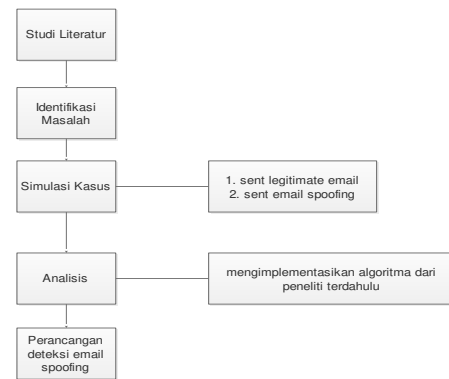 Studi Literatur
Identifikasi
Masalah
Simulasi Kasus
1. sent legitimate email
2. sent email spoofing
Analisis
mengimplementasikan algoritma dari
peneliti terdahulu
Perancangan
deteksi email
spoofing